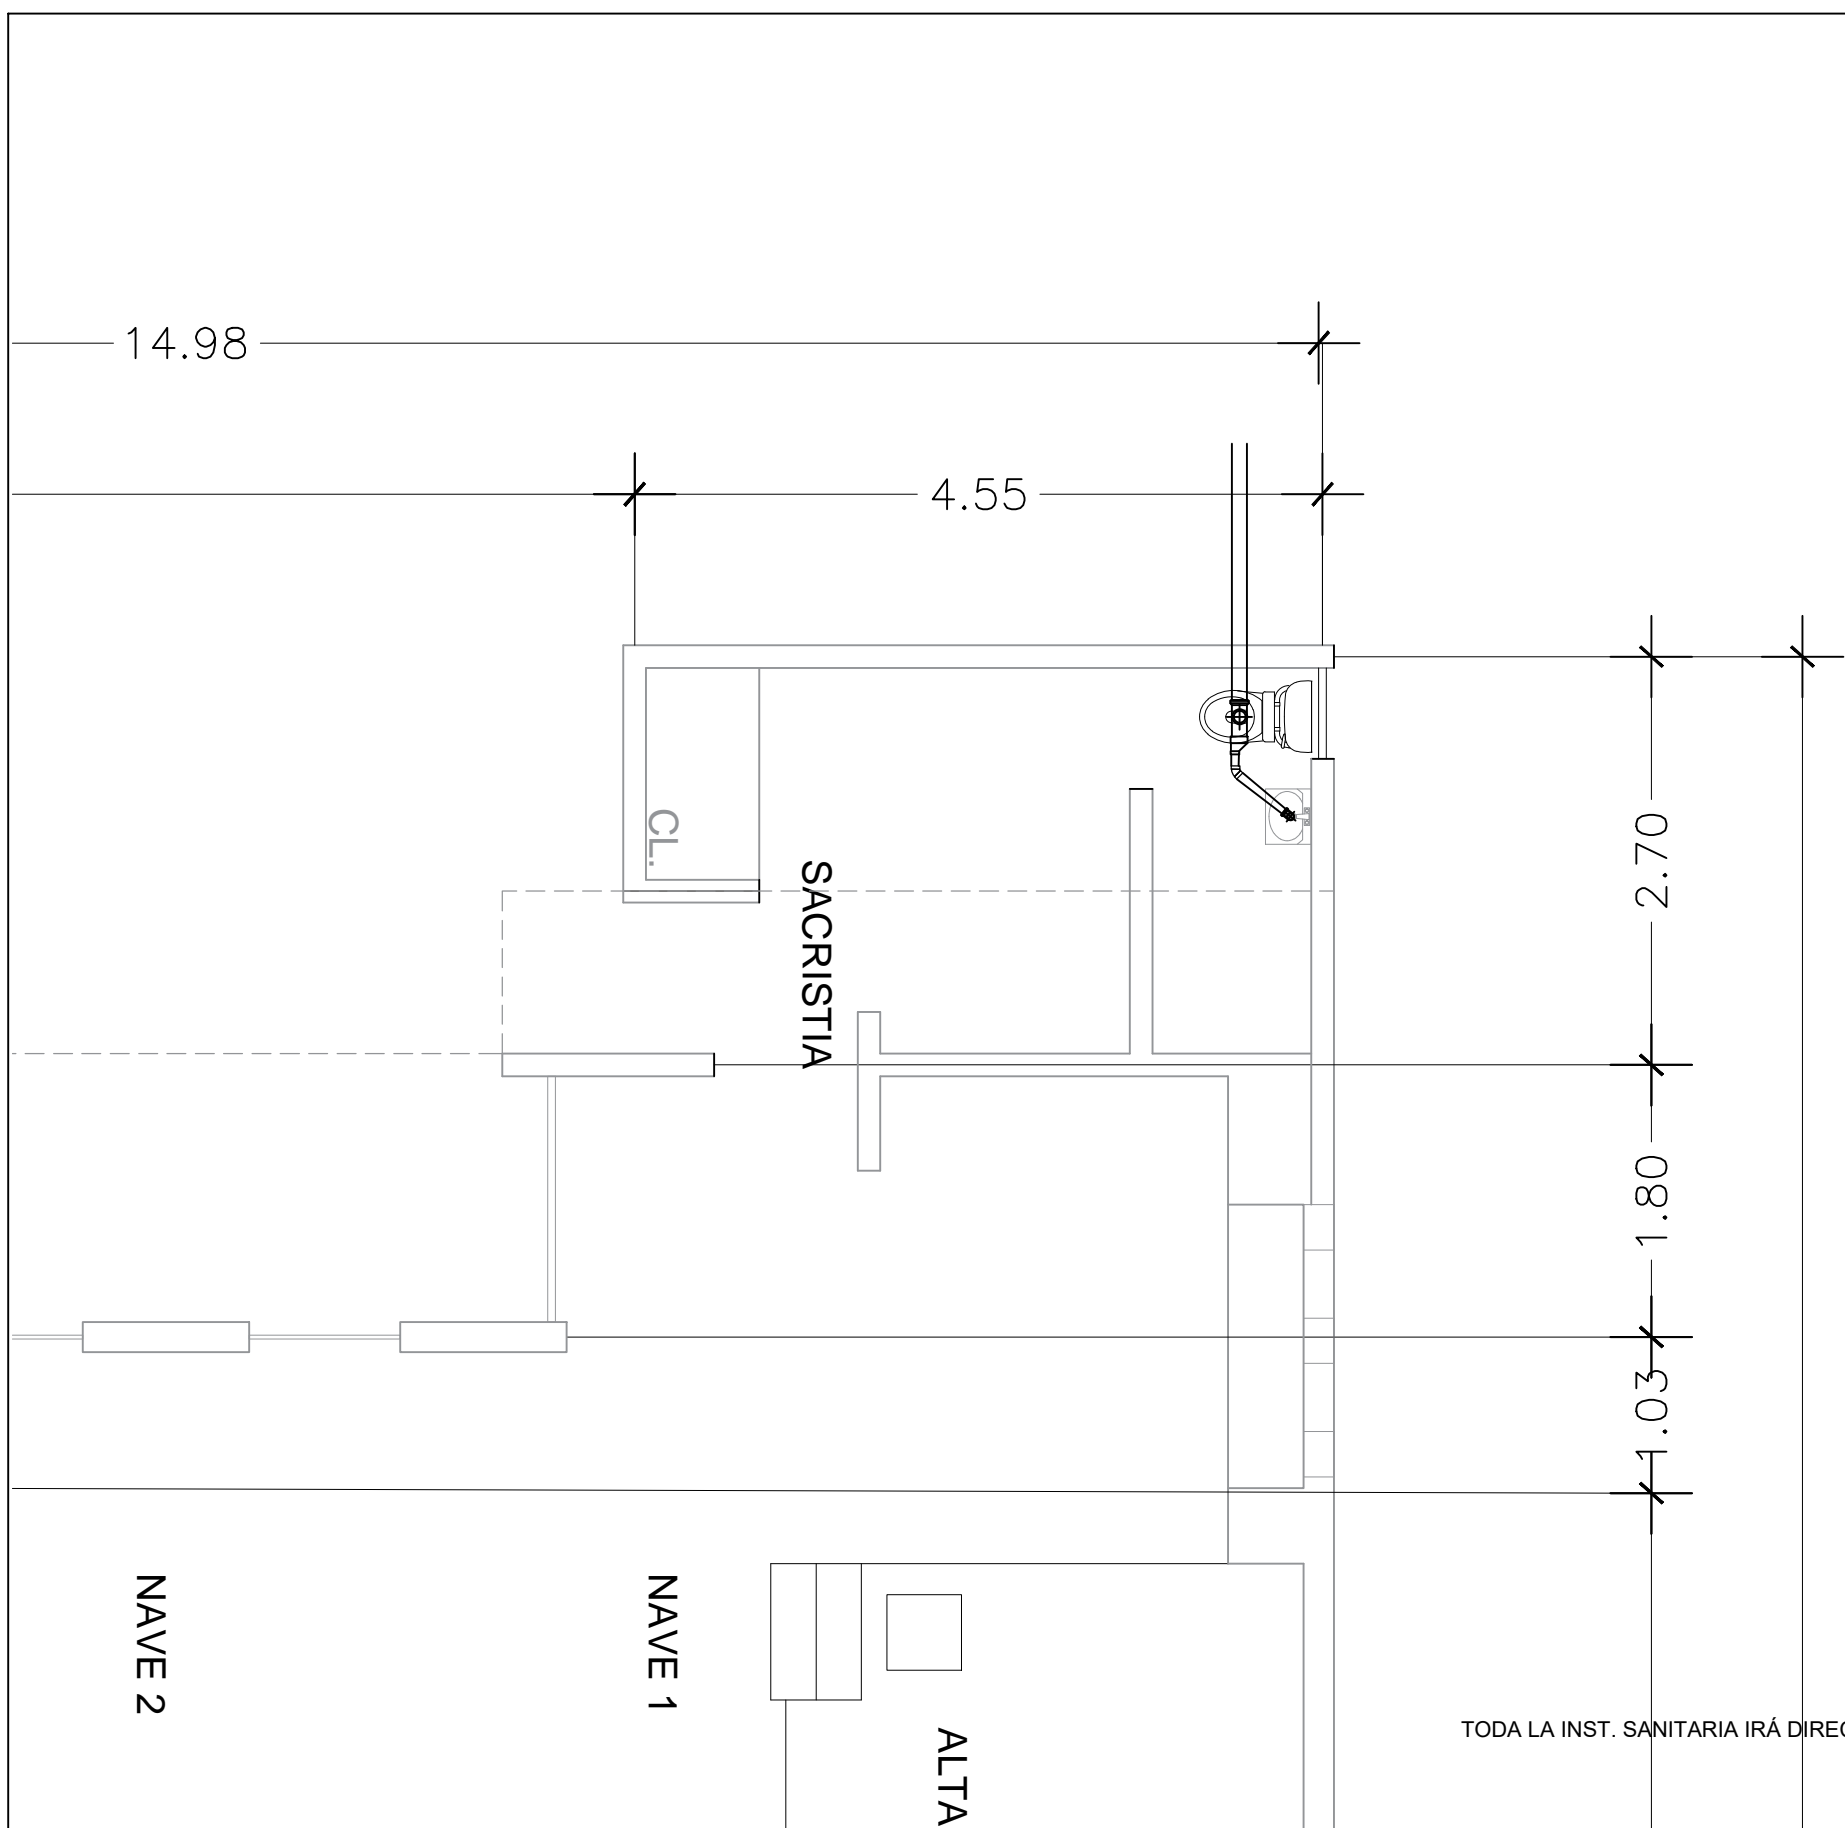 14.98
4.55
2.70
CL.
SACRISTIA
1.80
1.03
NAVE 2
NAVE 1
ALTA
TODA LA INST. SANITARIA IRÁ DIREC